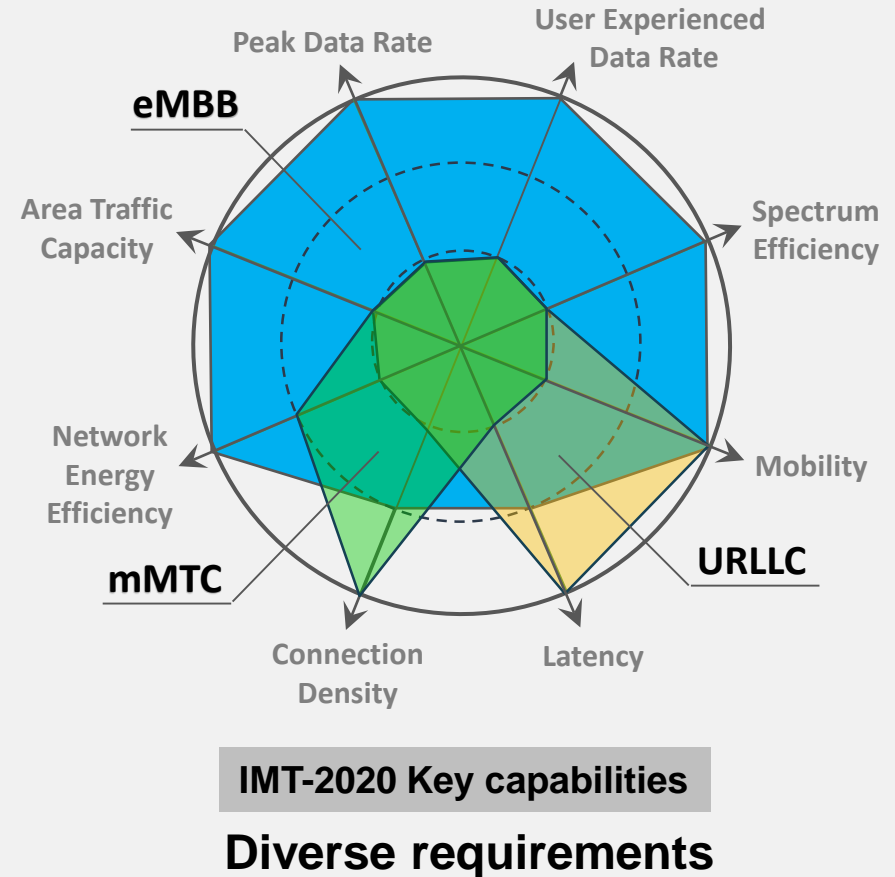 Peak Data Rate
User Experienced
Data Rate
eMBB
Area Traffic
Capacity
Spectrum
Efficiency
Network
Energy
Efficiency
Mobility
mMTC
URLLC
Connection
Density
Latency
IMT-2020 Key capabilities
Diverse requirements